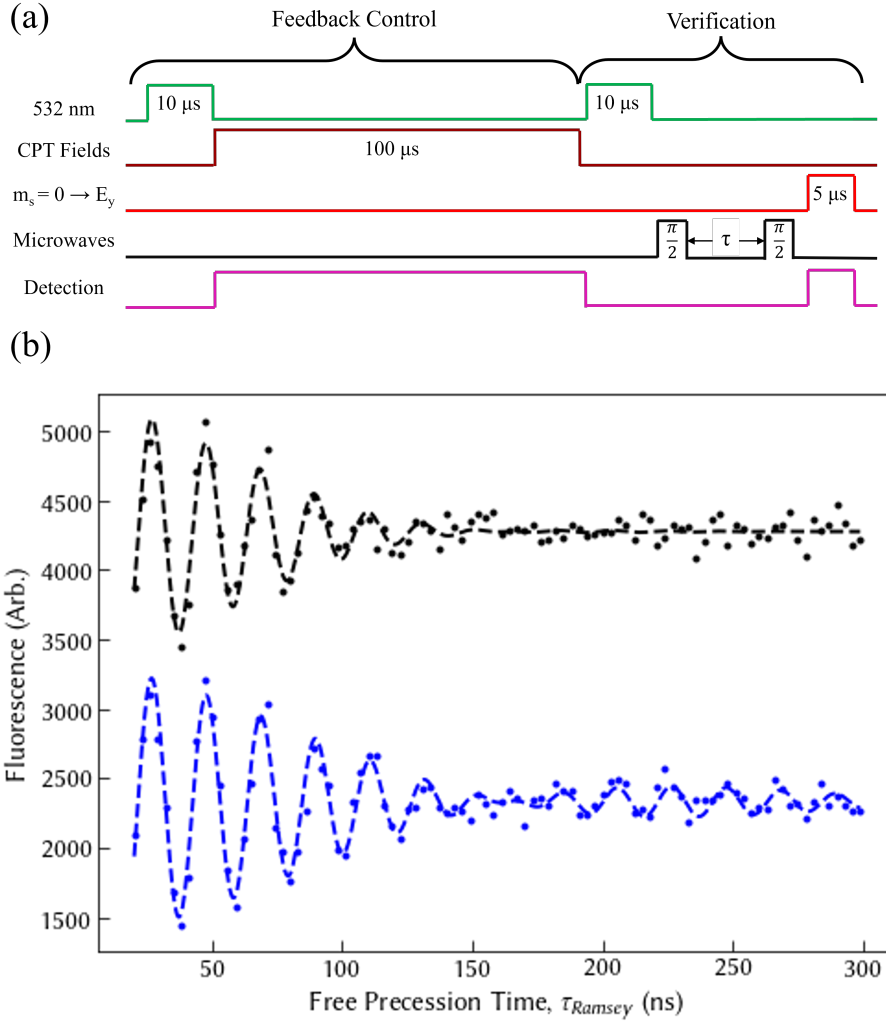 (a)
Feedback Control
Verification
532 nm
10 μs
10 μs
CPT Fields
100 μs
mₛ = 0 → Eᵧ
5 μs
Microwaves
π/2
τ
π/2
Detection
(b)
Fluorescence (Arb.)
5000
4500
4000
3500
3000
2500
2000
1500
50
100
150
200
250
300
Free Precession Time, τ_Ramsey (ns)